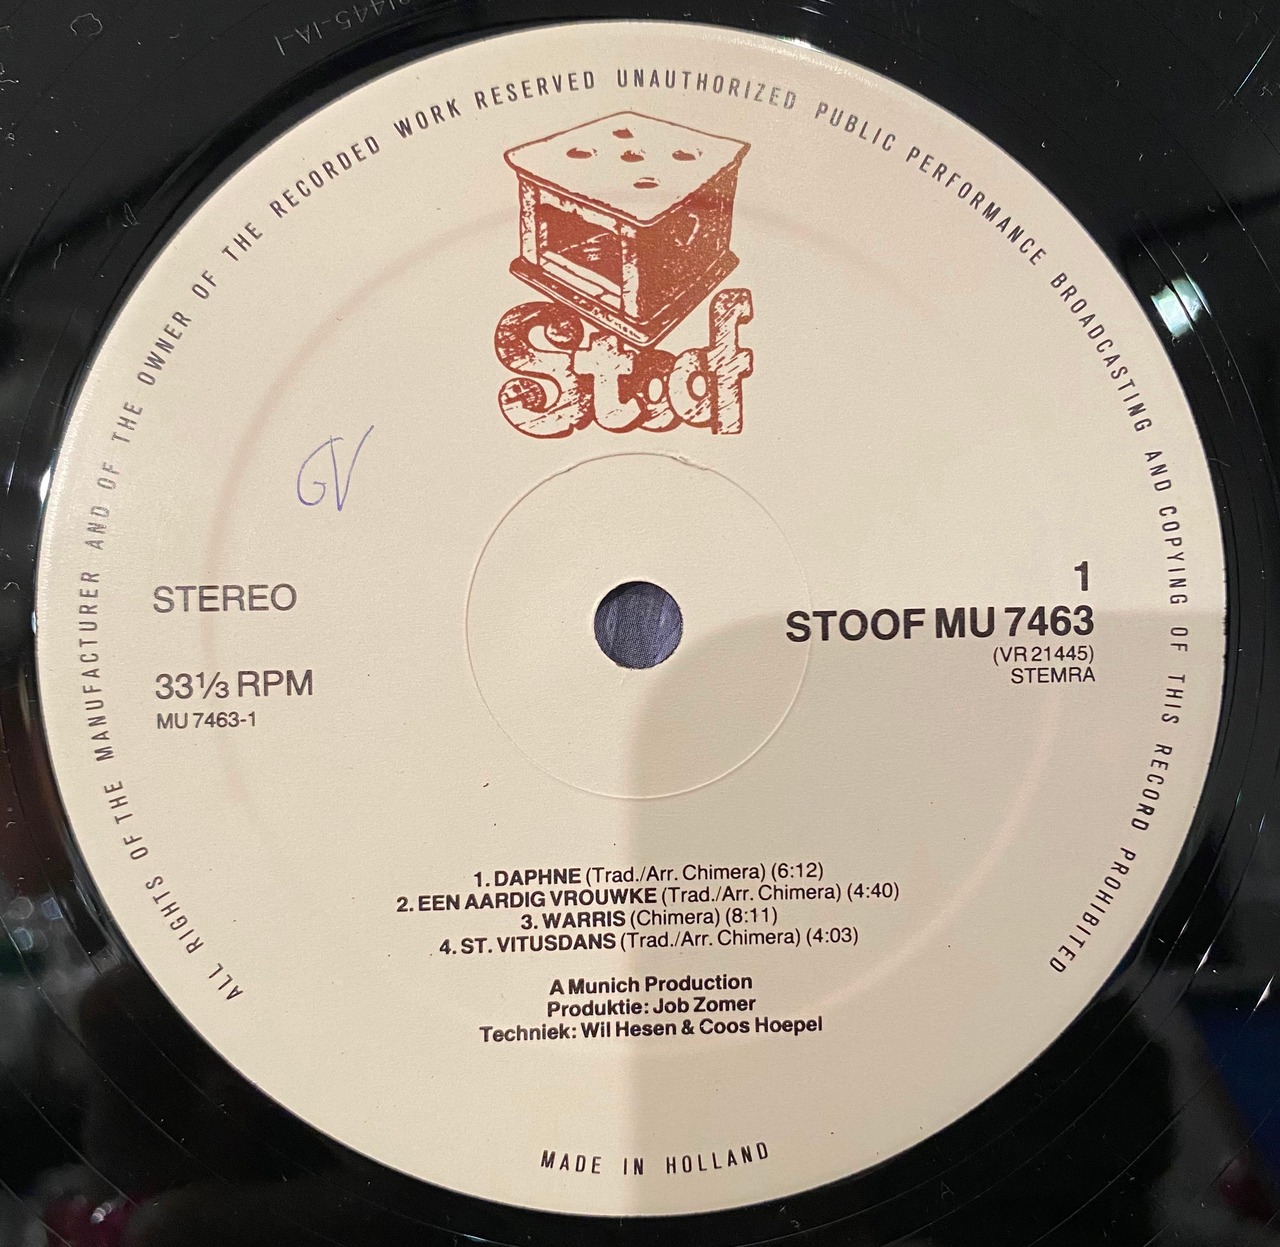 21445-1A-1
ALL RIGHTS OF THE MANUFACTURER AND OF THE OWNER OF THE RECORDED WORK RESERVED UNAUTHORIZED PUBLIC PERFORMANCE BROADCASTING AND COPYING OF THIS RECORD PROHIBITED
Stoof
GV
STEREO
33⅓ RPM
MU 7463-1
1
STOOF MU 7463
(VR 21445)
STEMRA
1. DAPHNE (Trad./Arr. Chimera) (6:12)
2. EEN AARDIG VROUWKE (Trad./Arr. Chimera) (4:40)
3. WARRIS (Chimera) (8:11)
4. ST. VITUSDANS (Trad./Arr. Chimera) (4:03)
A Munich Production
Produktie: Job Zomer
Techniek: Wil Hesen & Coos Hoepel
MADE IN HOLLAND